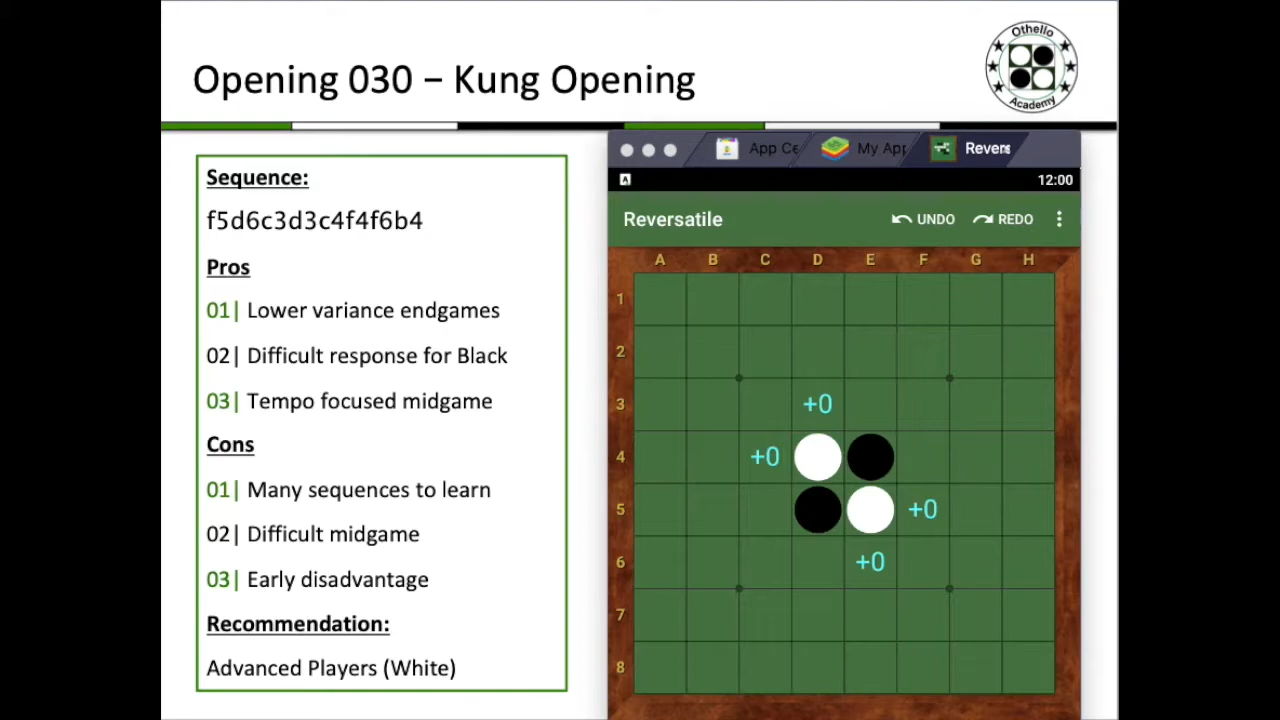 Opening 030 – Kung Opening
Othello
Academy
Sequence:
f5d6c3d3c4f4f6b4
Pros
01| Lower variance endgames
02| Difficult response for Black
03| Tempo focused midgame
Cons
01| Many sequences to learn
02| Difficult midgame
03| Early disadvantage
Recommendation:
Advanced Players (White)
App Ce
My App
Revers
A
12:00
Reversatile
UNDO
REDO
A B C D E F G H
1
2
3
+0
4
+0
5
+0
6
+0
7
8